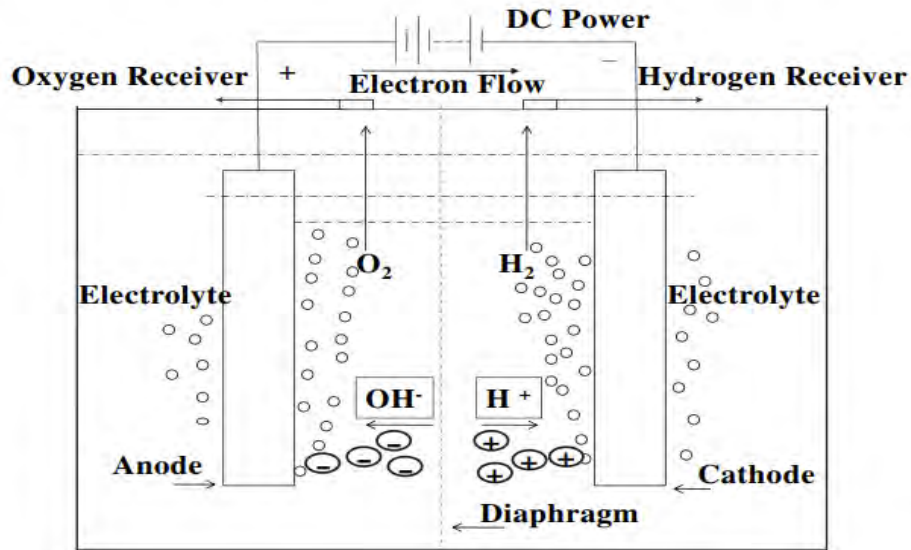 DC Power
Oxygen Receiver + Electron Flow − Hydrogen Receiver
O₂ H₂
Electrolyte Electrolyte
OH⁻ H⁺
− − − − + + + +
Anode Cathode
Diaphragm